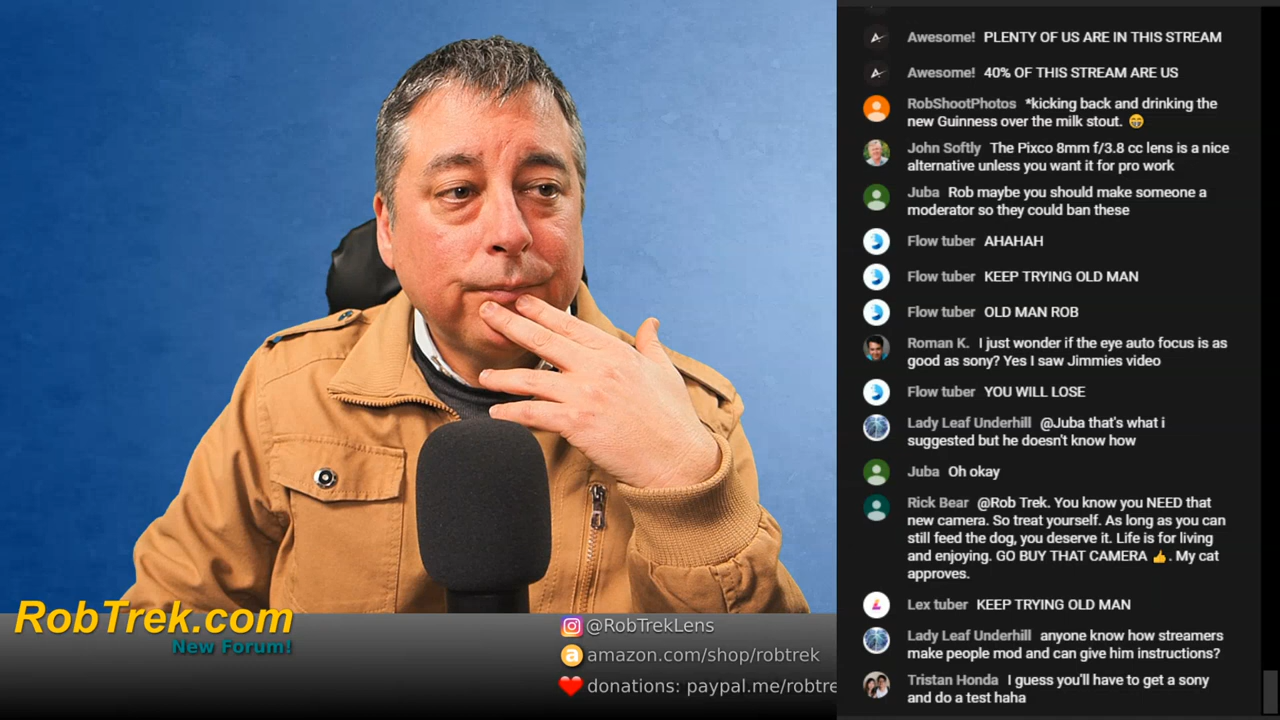 RobTrek.com
New Forum!
@RobTrekLens
a
amazon.com/shop/robtrek
donations: paypal.me/robtre
Awesome! PLENTY OF US ARE IN THIS STREAM
Awesome! 40% OF THIS STREAM ARE US
RobShootPhotos *kicking back and drinking the
new Guinness over the milk stout. 😁
John Softly The Pixco 8mm f/3.8 cc lens is a nice
alternative unless you want it for pro work
Juba Rob maybe you should make someone a
moderator so they could ban these
Flow tuber AHAHAH
Flow tuber KEEP TRYING OLD MAN
Flow tuber OLD MAN ROB
Roman K. I just wonder if the eye auto focus is as
good as sony? Yes I saw Jimmies video
Flow tuber YOU WILL LOSE
Lady Leaf Underhill @Juba that's what i
suggested but he doesn't know how
Juba Oh okay
Rick Bear @Rob Trek. You know you NEED that
new camera. So treat yourself. As long as you can
still feed the dog, you deserve it. Life is for living
and enjoying. GO BUY THAT CAMERA 👍. My cat
approves.
Lex tuber KEEP TRYING OLD MAN
Lady Leaf Underhill anyone know how streamers
make people mod and can give him instructions?
Tristan Honda I guess you'll have to get a sony
and do a test haha